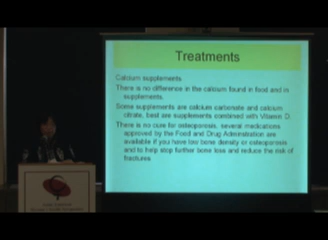 Treatments
Calcium supplements.
There is no difference in the calcium found in food and in
supplements.
Some supplements are calcium carbonate and calcium
citrate, best are supplements combined with Vitamin D.
There is no cure for osteoporosis, several medications
approved by the Food and Drug Administration are
available if you have too bone density or osteoporosis
and to help stop further bone loss and reduce the risk of
fractures